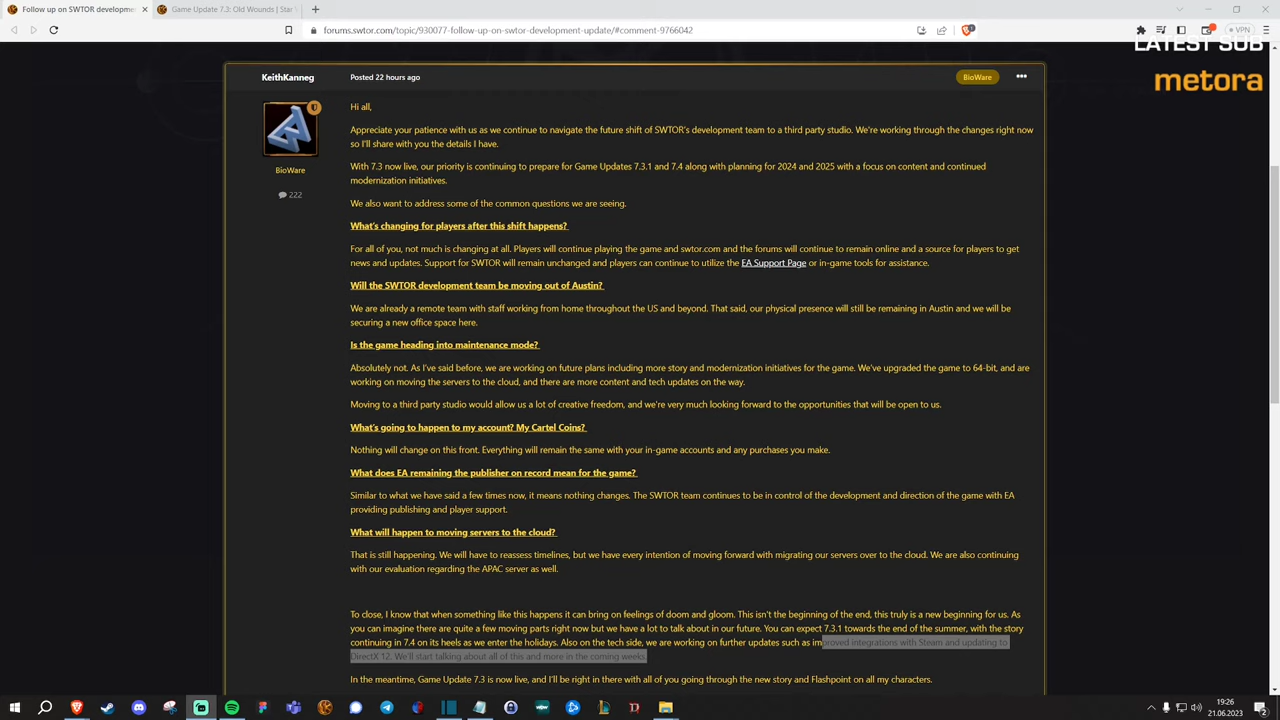 Follow up on SWTOR developmen
Game Update 7.3: Old Wounds | Star
forums.swtor.com/topic/930077-follow-up-on-swtor-development-update/#comment-9766042
VPN
LATEST SUB
metora
KeithKanneg
Posted 22 hours ago
BioWare
BioWare
222
Hi all,
Appreciate your patience with us as we continue to navigate the future shift of SWTOR's development team to a third party studio. We're working through the changes right now
so I'll share with you the details I have.
With 7.3 now live, our priority is continuing to prepare for Game Updates 7.3.1 and 7.4 along with planning for 2024 and 2025 with a focus on content and continued
modernization initiatives.
We also want to address some of the common questions we are seeing.
What's changing for players after this shift happens?
For all of you, not much is changing at all. Players will continue playing the game and swtor.com and the forums will continue to remain online and a source for players to get
news and updates. Support for SWTOR will remain unchanged and players can continue to utilize the EA Support Page or in-game tools for assistance.
Will the SWTOR development team be moving out of Austin?
We are already a remote team with staff working from home throughout the US and beyond. That said, our physical presence will still be remaining in Austin and we will be
securing a new office space here.
Is the game heading into maintenance mode?
Absolutely not. As I've said before, we are working on future plans including more story and modernization initiatives for the game. We've upgraded the game to 64-bit, and are
working on moving the servers to the cloud, and there are more content and tech updates on the way.
Moving to a third party studio would allow us a lot of creative freedom, and we're very much looking forward to the opportunities that will be open to us.
What's going to happen to my account? My Cartel Coins?
Nothing will change on this front. Everything will remain the same with your in-game accounts and any purchases you make.
What does EA remaining the publisher on record mean for the game?
Similar to what we have said a few times now, it means nothing changes. The SWTOR team continues to be in control of the development and direction of the game with EA
providing publishing and player support.
What will happen to moving servers to the cloud?
That is still happening. We will have to reassess timelines, but we have every intention of moving forward with migrating our servers over to the cloud. We are also continuing
with our evaluation regarding the APAC server as well.
To close, I know that when something like this happens it can bring on feelings of doom and gloom. This isn't the beginning of the end, this truly is a new beginning for us. As
you can imagine there are quite a few moving parts right now but we have a lot to talk about in our future. You can expect 7.3.1 towards the end of the summer, with the story
continuing in 7.4 on its heels as we enter the holidays. Also on the tech side, we are working on further updates such as improved integrations with Steam and updating to
DirectX 12. We'll start talking about all of this and more in the coming weeks.
In the meantime, Game Update 7.3 is now live, and I'll be right in there with all of you going through the new story and Flashpoint on all my characters.
19:26
21.06.2023